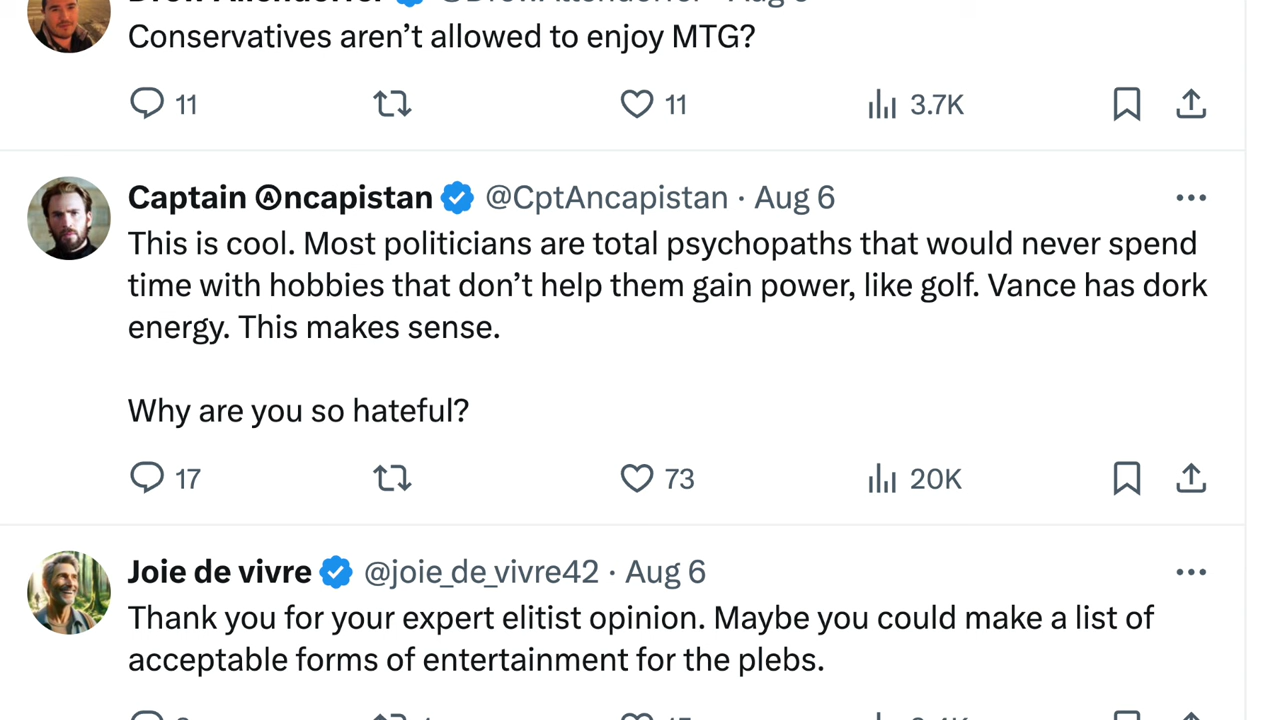 Conservatives aren’t allowed to enjoy MTG?
11
11
3.7K
Captain Ⓐncapistan @CptAncapistan · Aug 6
This is cool. Most politicians are total psychopaths that would never spend
time with hobbies that don’t help them gain power, like golf. Vance has dork
energy. This makes sense.
Why are you so hateful?
17
73
20K
Joie de vivre @joie_de_vivre42 · Aug 6
Thank you for your expert elitist opinion. Maybe you could make a list of
acceptable forms of entertainment for the plebs.